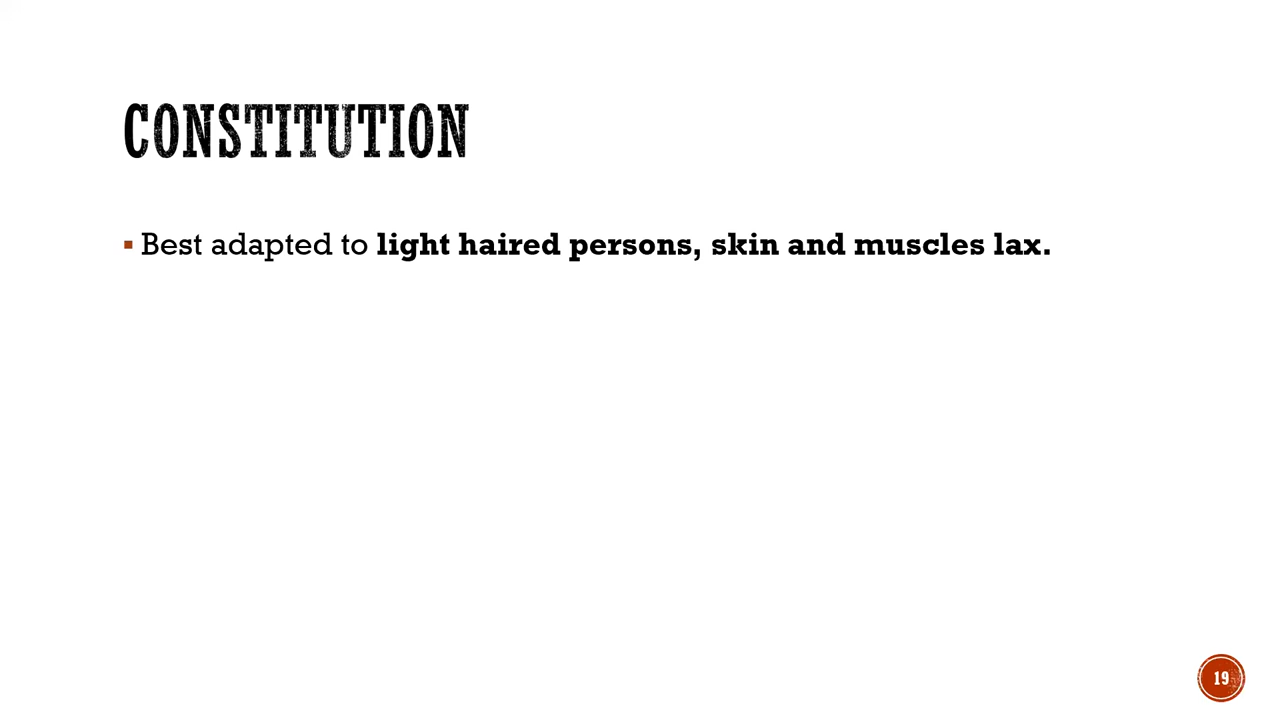 CONSTITUTION
▪ Best adapted to light haired persons, skin and muscles lax.
19